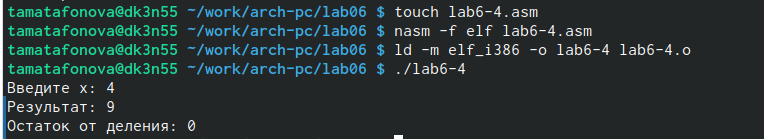 tamatafonova@dk3n55 ~/work/arch-pc/lab06 $ touch lab6-4.asm
tamatafonova@dk3n55 ~/work/arch-pc/lab06 $ nasm -f elf lab6-4.asm
tamatafonova@dk3n55 ~/work/arch-pc/lab06 $ ld -m elf_i386 -o lab6-4 lab6-4.o
tamatafonova@dk3n55 ~/work/arch-pc/lab06 $ ./lab6-4
Введите x: 4
Результат: 9
Остаток от деления: 0